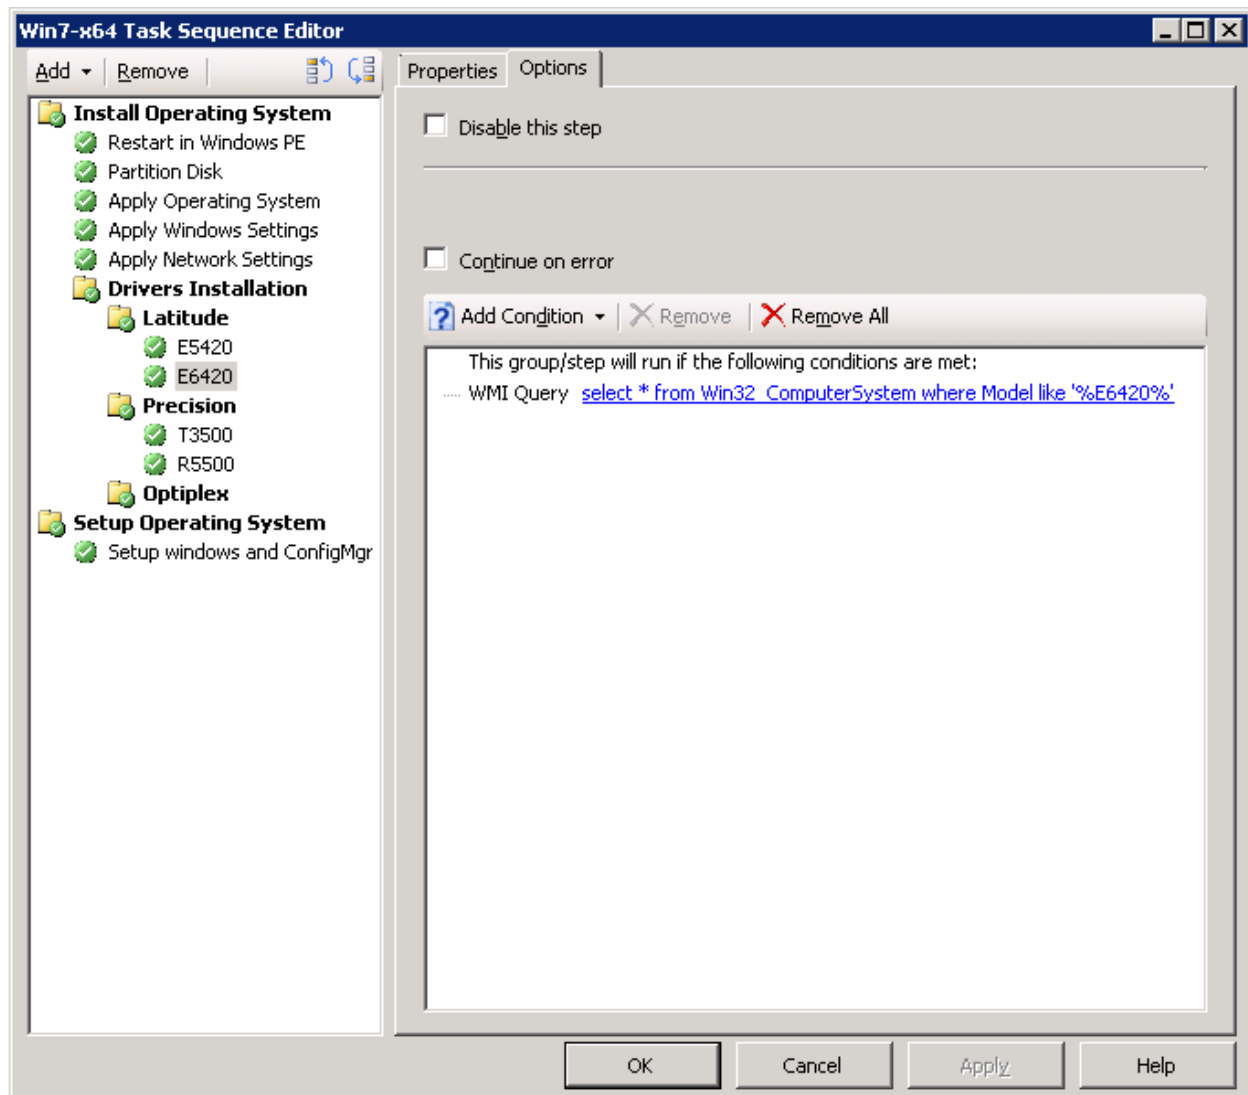 Win7-x64 Task Sequence Editor
Add Remove
Properties Options
Install Operating System
Restart in Windows PE
Partition Disk
Apply Operating System
Apply Windows Settings
Apply Network Settings
Drivers Installation
Latitude
E5420
E6420
Precision
T3500
R5500
Optiplex
Setup Operating System
Setup windows and ConfigMgr
Disable this step
Continue on error
Add Condition Remove Remove All
This group/step will run if the following conditions are met:
WMI Query select * from Win32_ComputerSystem where Model like '%E6420%'
OK Cancel Apply Help